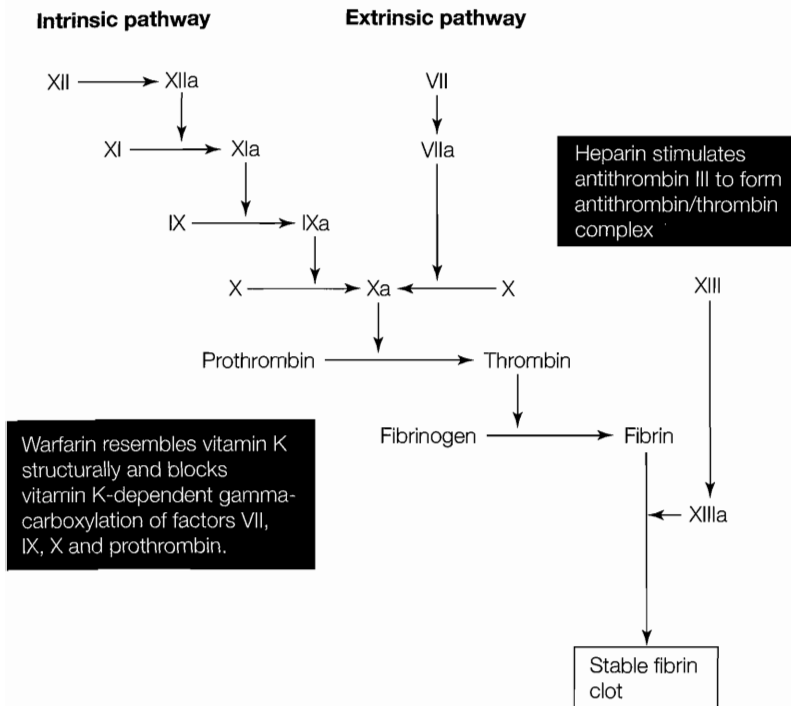 Intrinsic pathway
Extrinsic pathway
XII
XIIa
VII
XI
XIa
VIIa
Heparin stimulates
antithrombin III to form
antithrombin/thrombin
complex
IX
IXa
X
Xa
X
XIII
Prothrombin
Thrombin
Fibrinogen
Fibrin
Warfarin resembles vitamin K
structurally and blocks
vitamin K-dependent gamma-
carboxylation of factors VII,
IX, X and prothrombin.
XIIIa
Stable fibrin
clot